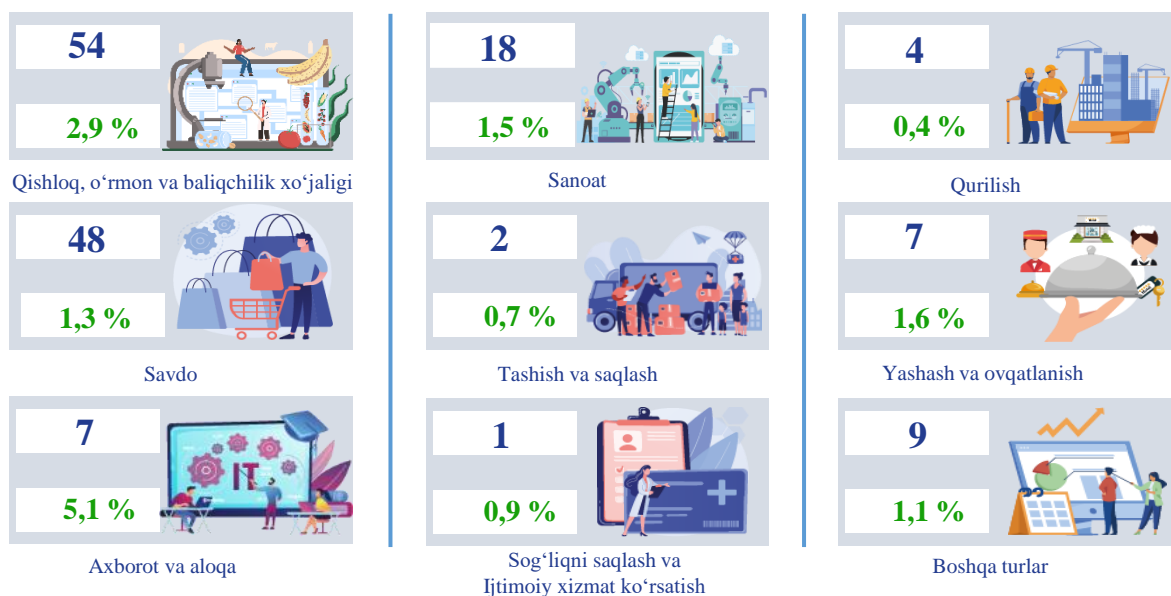 54
2,9 %
Qishloq, o‘rmon va baliqchilik xo‘jaligi
18
1,5 %
Sanoat
4
0,4 %
Qurilish
48
1,3 %
Savdo
2
0,7 %
Tashish va saqlash
7
1,6 %
Yashash va ovqatlanish
7
IT
5,1 %
Axborot va aloqa
1
0,9 %
Sog‘liqni saqlash va
Ijtimoiy xizmat ko‘rsatish
9
1,1 %
Boshqa turlar